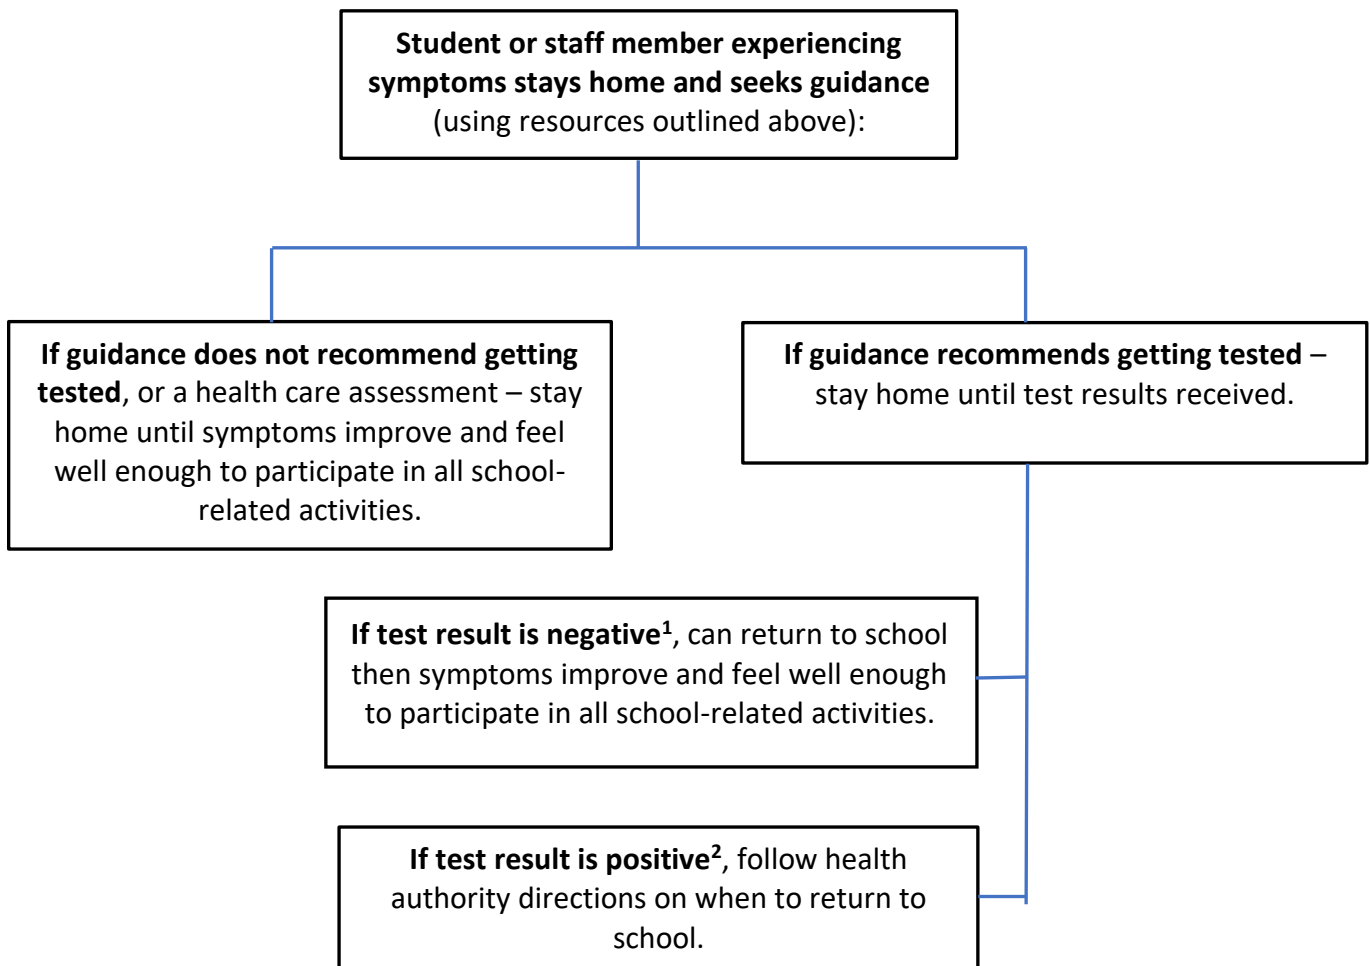 Student or staff member experiencing
symptoms stays home and seeks guidance
(using resources outlined above):
If guidance does not recommend getting
tested, or a health care assessment – stay
home until symptoms improve and feel
well enough to participate in all school-
related activities.
If guidance recommends getting tested –
stay home until test results received.
If test result is negative¹, can return to school
then symptoms improve and feel well enough
to participate in all school-related activities.
If test result is positive², follow health
authority directions on when to return to
school.